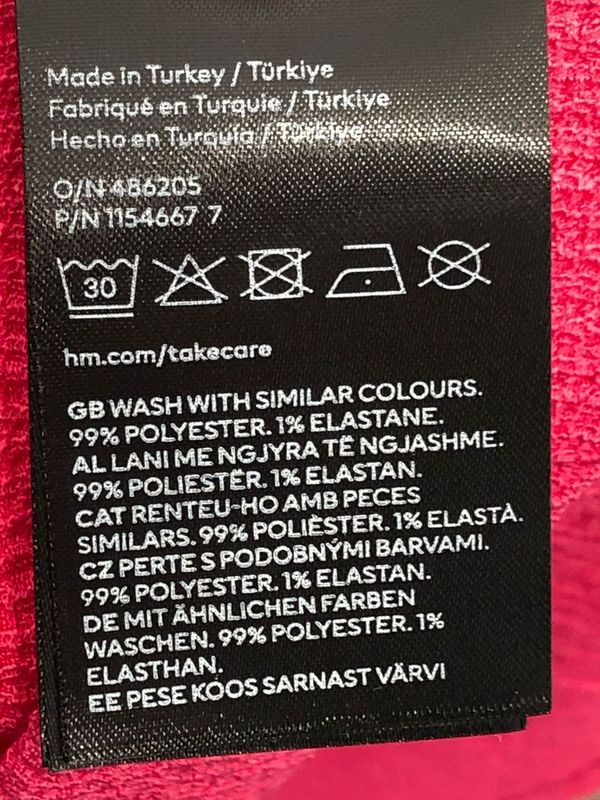 Made in Turkey / Türkiye
Fabriqué en Turquie / Türkiye
Hecho en Turquia / Türkiye
O/N 486205
P/N 1154667 7
30
hm.com/takecare
GB WASH WITH SIMILAR COLOURS.
99% POLYESTER. 1% ELASTANE.
AL LANI ME NGJYRA TË NGJASHME.
99% POLIESTËR. 1% ELASTAN.
CAT RENTEU-HO AMB PECES
SIMILARS. 99% POLIÈSTER. 1% ELASTÀ.
CZ PERTE S PODOBNÝMI BARVAMI.
99% POLYESTER. 1% ELASTAN.
DE MIT ÄHNLICHEN FARBEN
WASCHEN. 99% POLYESTER. 1%
ELASTHAN.
EE PESE KOOS SARNAST VÄRVI